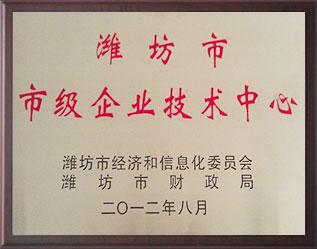 潍坊市
市级企业技术中心
潍坊市经济和信息化委员会
潍坊市财政局
二〇一二年八月